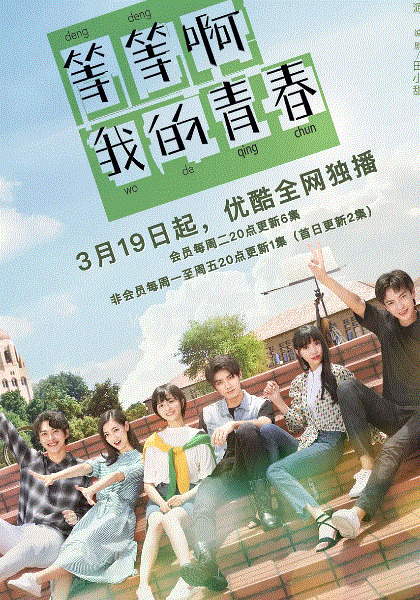 deng deng
等等啊
我的青春
wo de qing chun
3月19日起，优酷全网独播
会员每周二20点更新6集
非会员每周一至周五20点更新1集（首日更新2集）